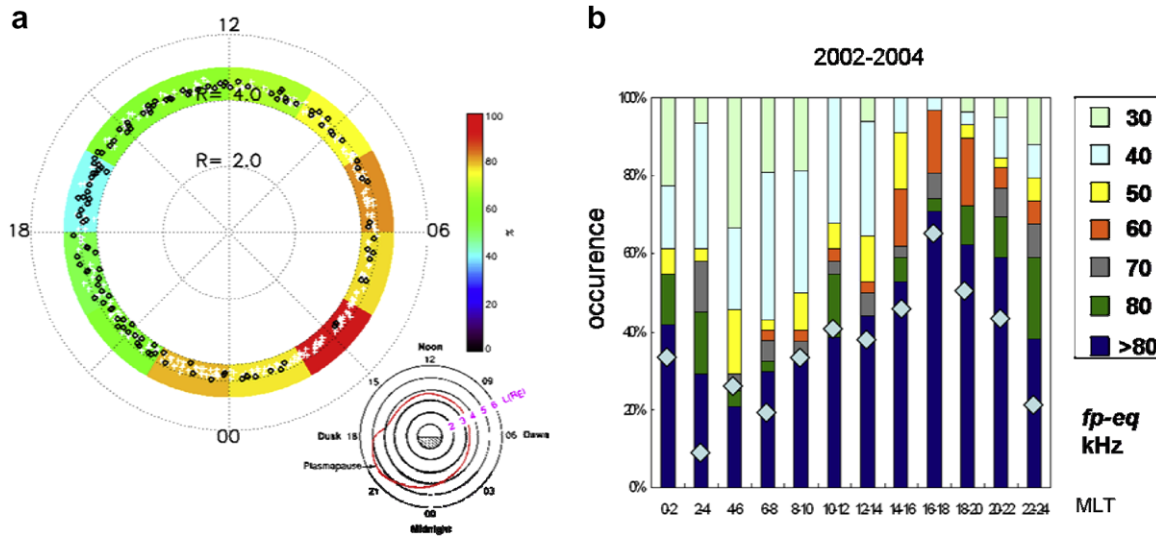 a
12
R= 4.0
R= 2.0
18
06
00
100
80
60
40
20
0
%
Noon
12
15
09
2 3 4 5 6 L(RE)
Dusk 18
06 Dawn
Plasmapause
21
03
00
Midnight
b
2002-2004
100%
80%
60%
40%
20%
0%
occurence
0-2 2-4 4-6 6-8 8-10 10-12 12-14 14-16 16-18 18-20 20-22 22-24
MLT
30
40
50
60
70
80
>80
fp-eq
kHz